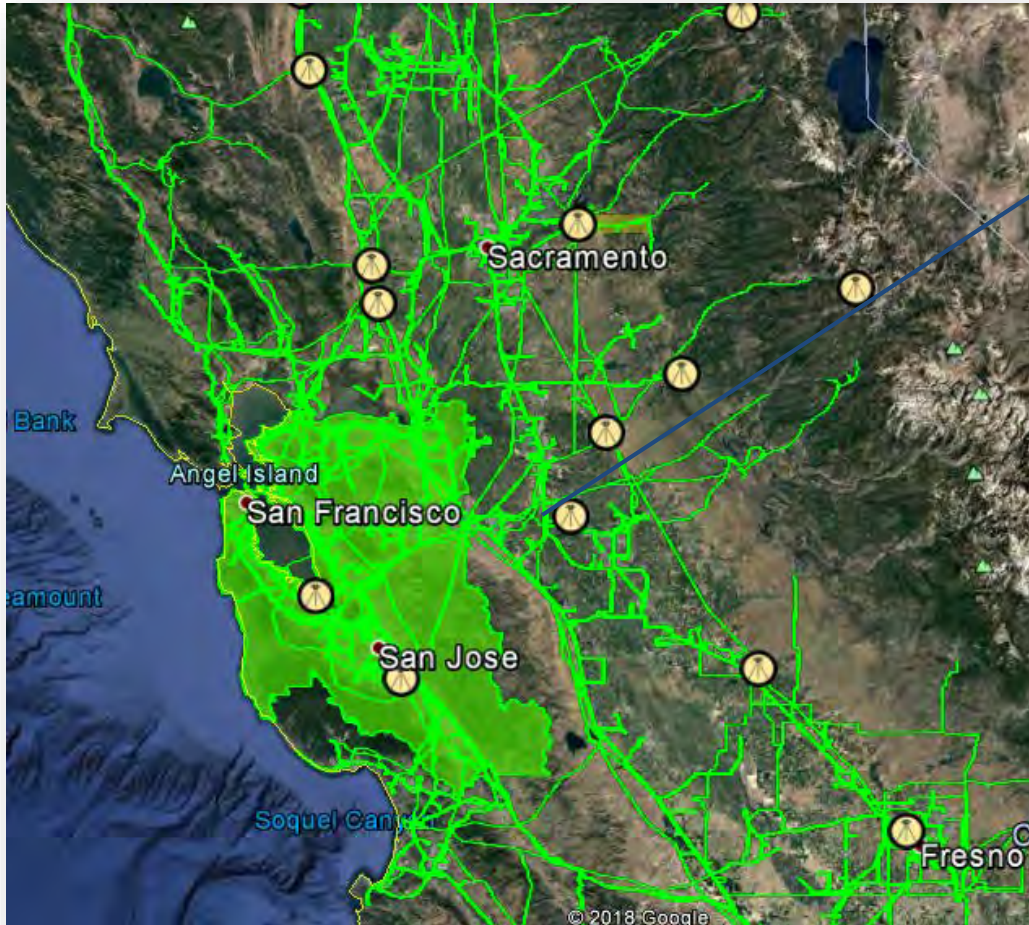 Sacramento
Bank
Angel Island
San Francisco
eamount
San Jose
Soquel Can
Fresno
C
© 2018 Google